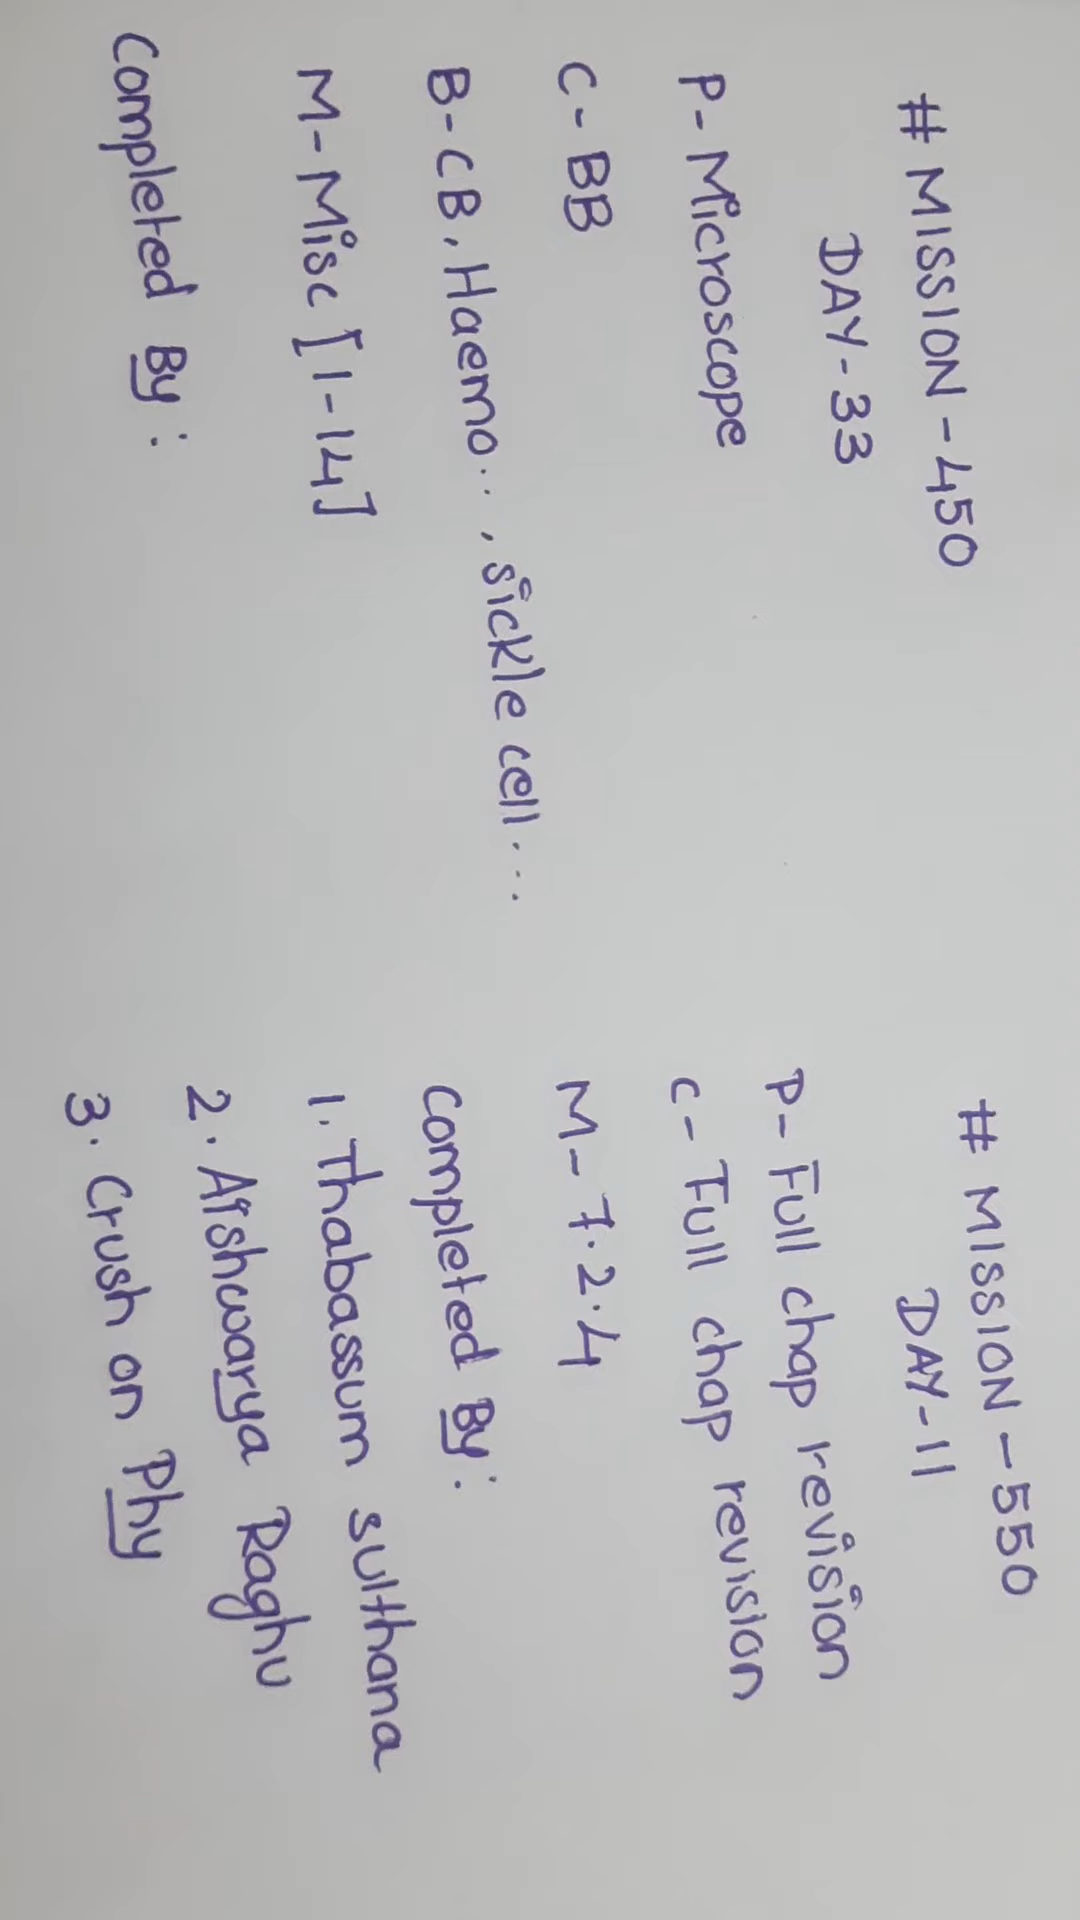 # MISSION - 450
DAY - 33
P - Microscope
C - BB
B - CB, Haemo.., sickle cell...
M - Misc [1-14]
Completed By :
# MISSION - 550
DAY - 11
P - Full chap revision
C - Full chap revision
M - 7.2.4
Completed By :
1. Thabassum sulthana
2. Aishwarya Raghu
3. Crush on Phy